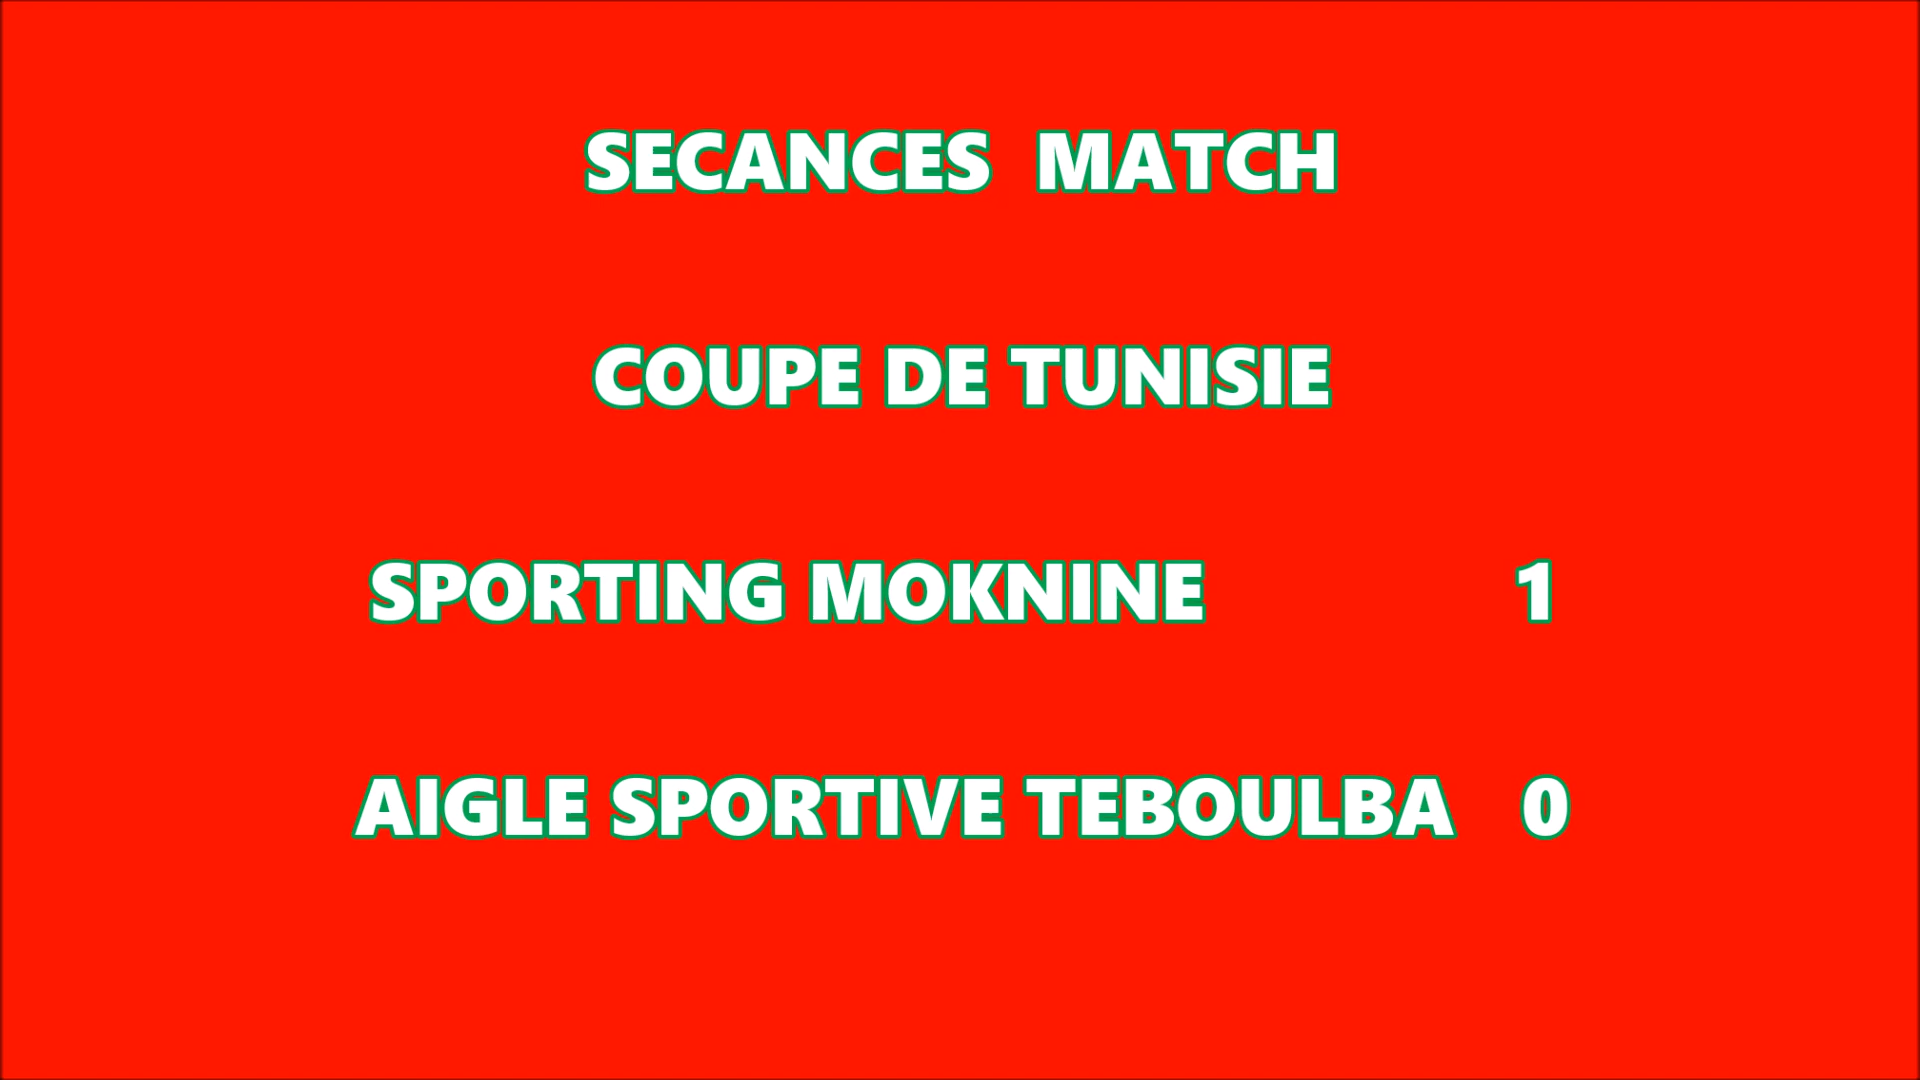 SECANCES MATCH
COUPE DE TUNISIE
SPORTING MOKNINE 1
AIGLE SPORTIVE TEBOULBA 0